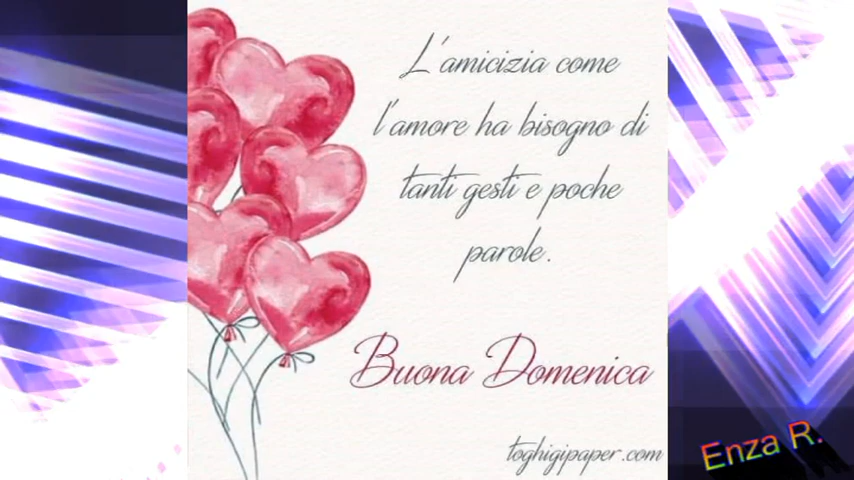 L'amicizia come
l'amore ha bisogno di
tanti gesti e poche
parole.
Buona Domenica
toghigipaper.com
Enza R.